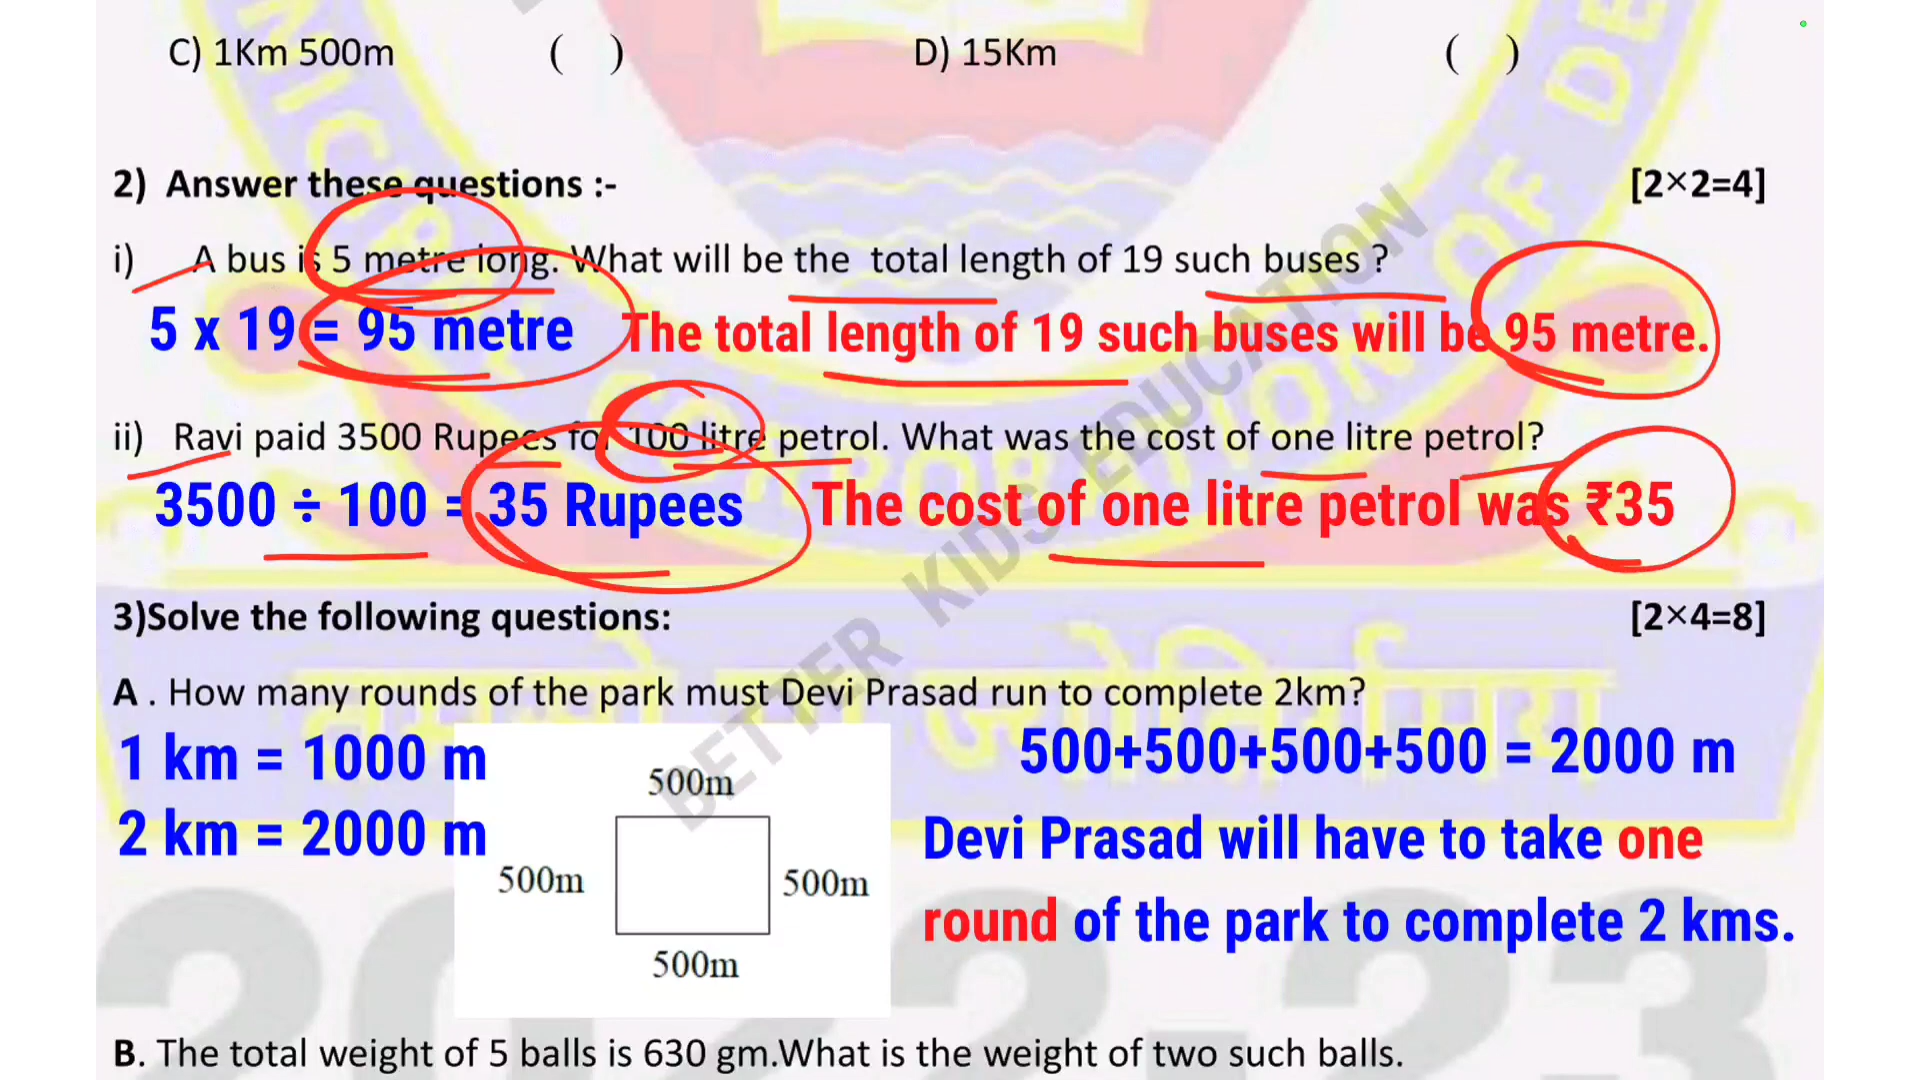 C) 1Km 500m ( ) D) 15Km ( )
2) Answer these questions :- [2×2=4]
i) A bus is 5 metre long. What will be the total length of 19 such buses ?
5 x 19 = 95 metre The total length of 19 such buses will be 95 metre.
ii) Ravi paid 3500 Rupees for 100 litre petrol. What was the cost of one litre petrol?
3500 ÷ 100 = 35 Rupees The cost of one litre petrol was ₹35
3)Solve the following questions: [2×4=8]
A . How many rounds of the park must Devi Prasad run to complete 2km?
1 km = 1000 m
2 km = 2000 m
500m
500m
500m
500m
500+500+500+500 = 2000 m
Devi Prasad will have to take one
round of the park to complete 2 kms.
B. The total weight of 5 balls is 630 gm.What is the weight of two such balls.
BETTER KIDS EDUCATION
2022-23